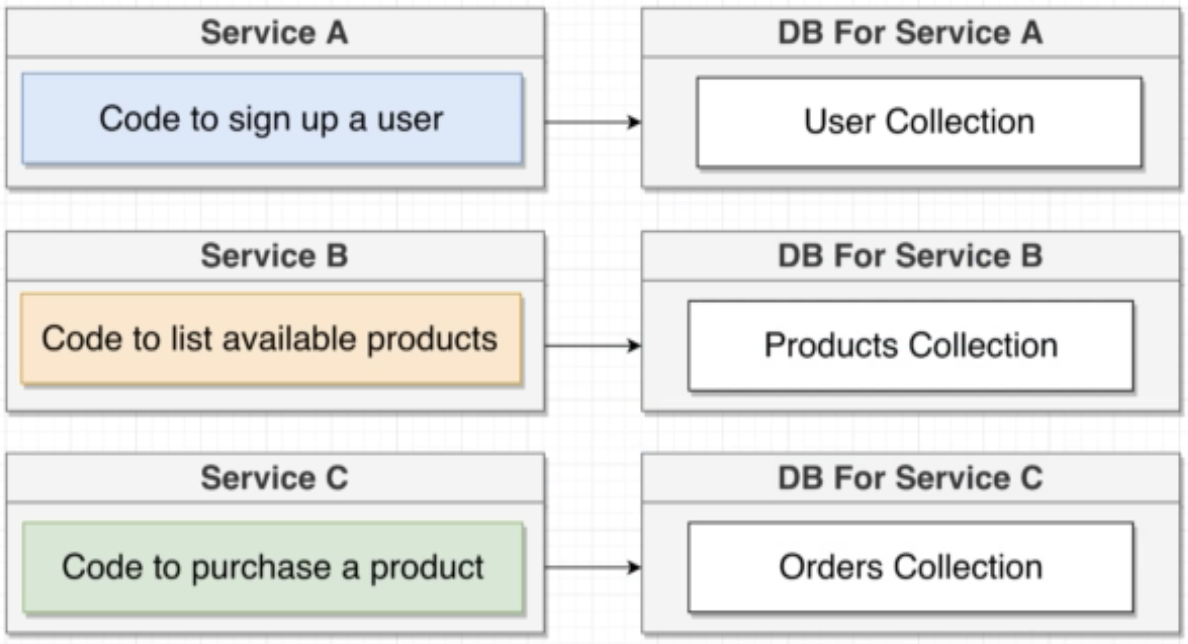 Service A
DB For Service A
Code to sign up a user
User Collection
Service B
DB For Service B
Code to list available products
Products Collection
Service C
DB For Service C
Code to purchase a product
Orders Collection